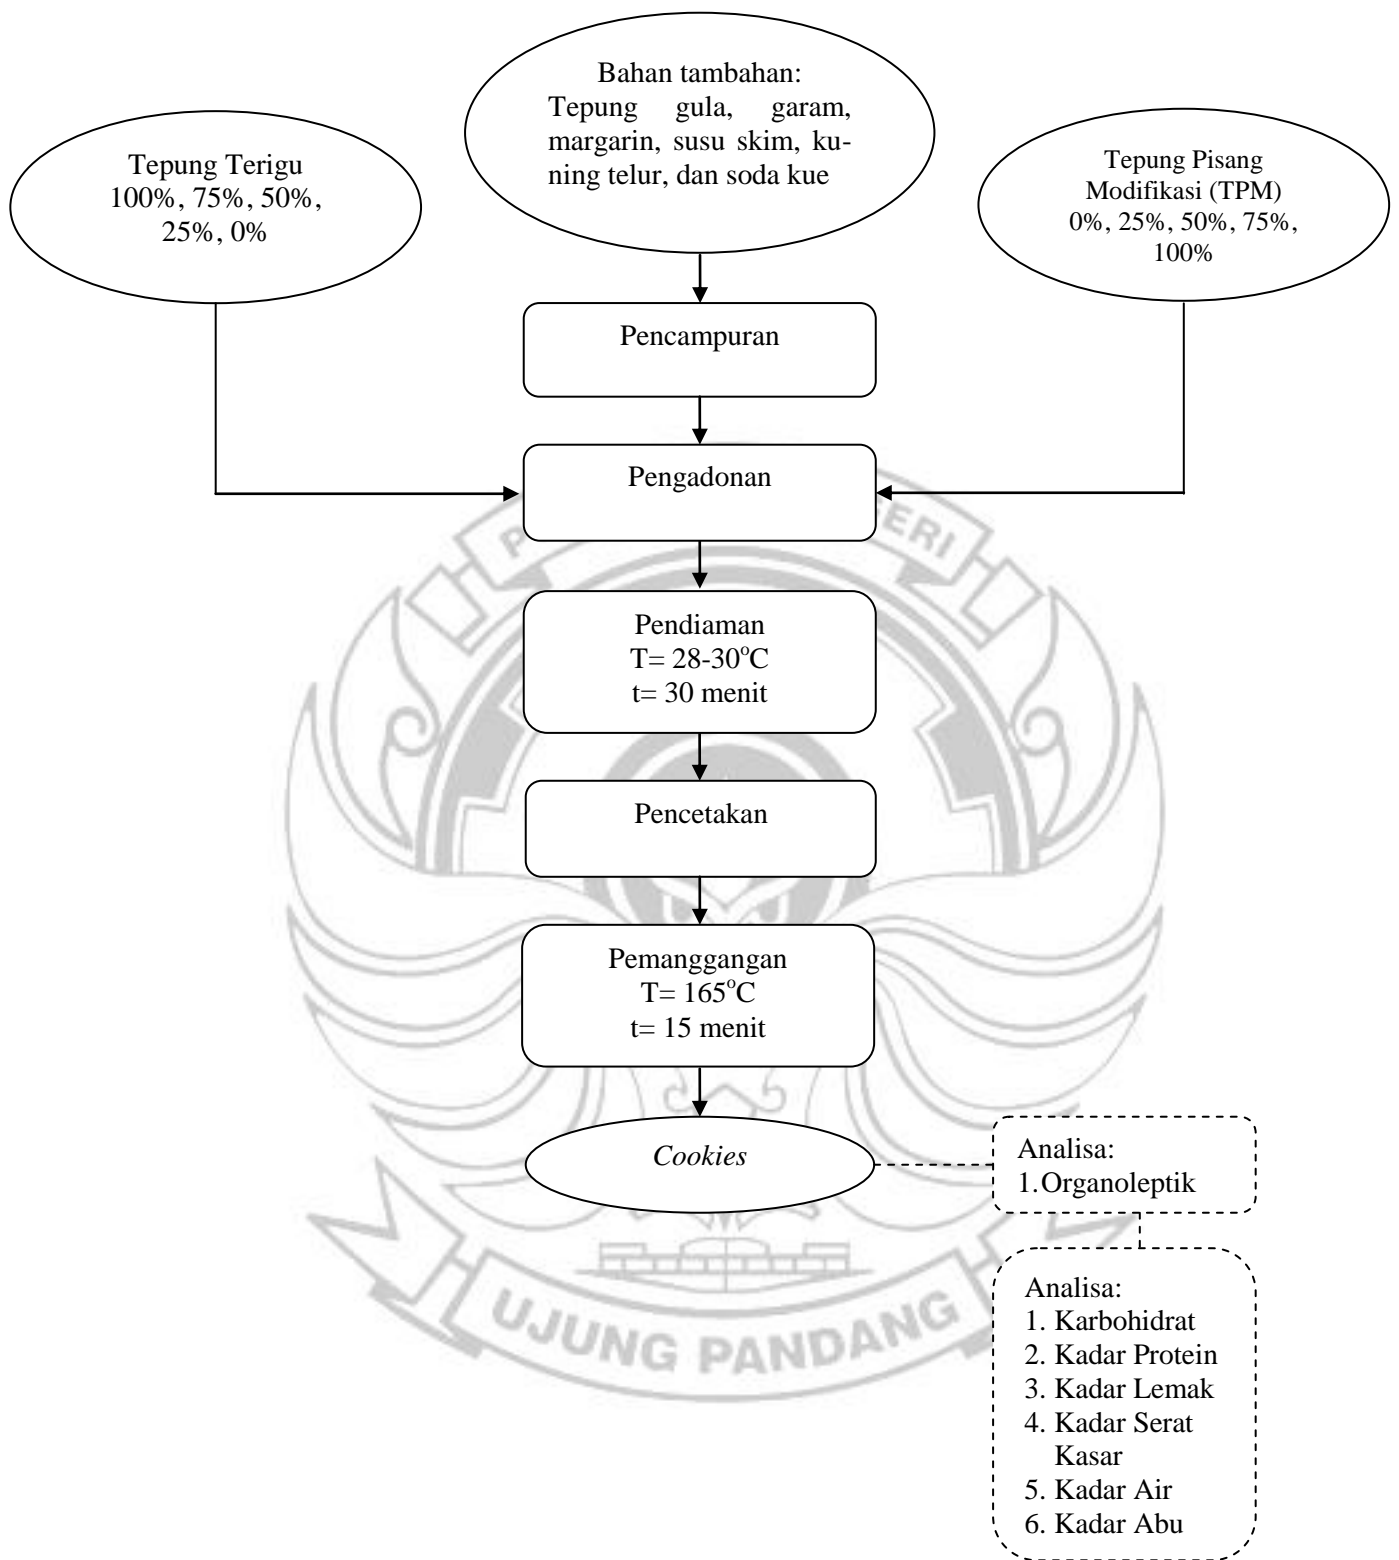 Bahan tambahan:
Tepung gula, garam,
margarin, susu skim, ku-
ning telur, dan soda kue
Tepung Terigu
100%, 75%, 50%,
25%, 0%
Tepung Pisang
Modifikasi (TPM)
0%, 25%, 50%, 75%,
100%
Pencampuran
Pengadonan
Pendiaman
T= 28-30°C
t= 30 menit
Pencetakan
Pemanggangan
T= 165°C
t= 15 menit
Cookies
Analisa:
1.Organoleptik
Analisa:
1. Karbohidrat
2. Kadar Protein
3. Kadar Lemak
4. Kadar Serat
Kasar
5. Kadar Air
6. Kadar Abu
UJUNG PANDANG